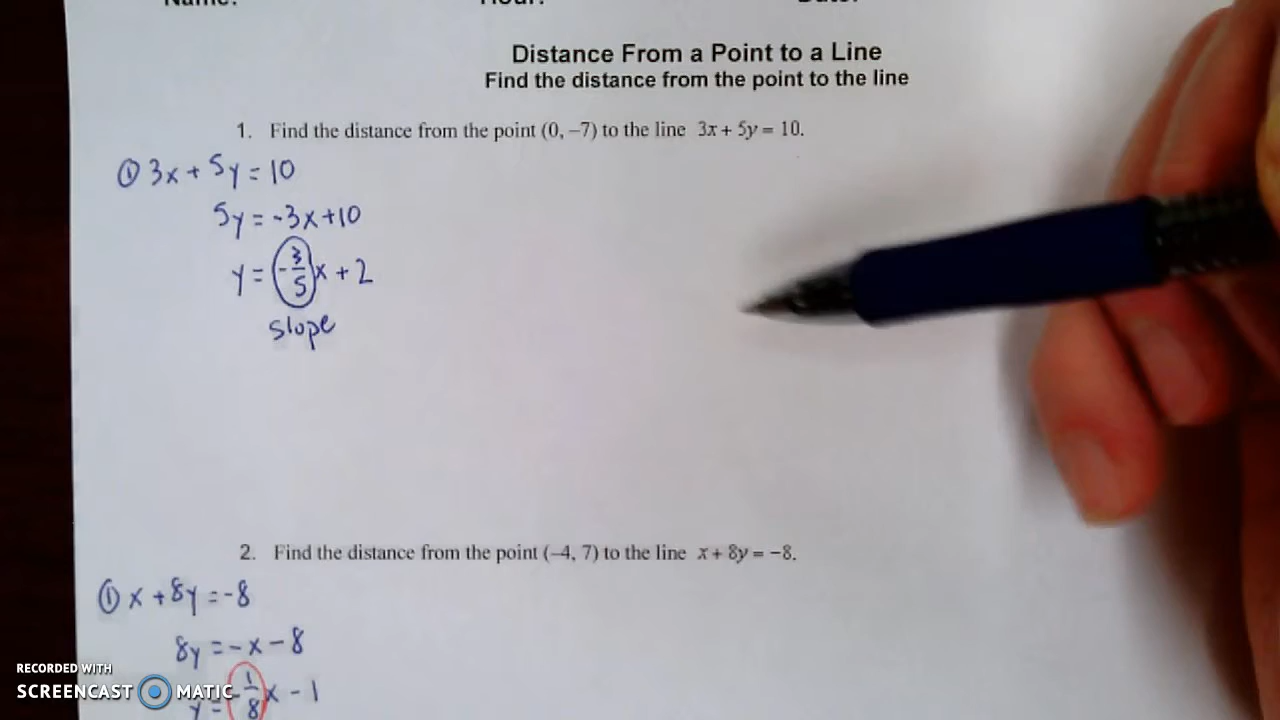 Name: Hour: Date:
Distance From a Point to a Line
Find the distance from the point to the line
1. Find the distance from the point (0, –7) to the line 3x + 5y = 10.
① 3x + 5y = 10
5y = -3x+10
y = -3/5 x + 2
slope
2. Find the distance from the point (–4, 7) to the line x + 8y = –8.
① x + 8y = -8
8y = -x - 8
y = -1/8 x - 1
RECORDED WITH
SCREENCAST MATIC